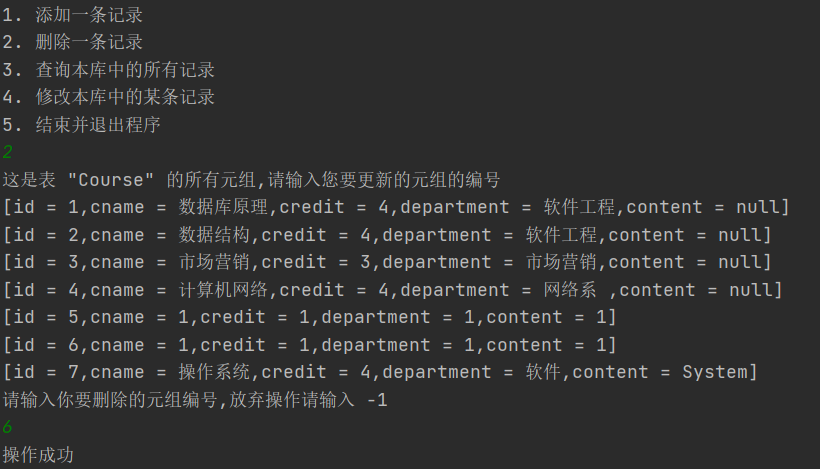 1. 添加一条记录
2. 删除一条记录
3. 查询本库中的所有记录
4. 修改本库中的某条记录
5. 结束并退出程序
2
这是表 "Course" 的所有元组,请输入您要更新的元组的编号
[id = 1,cname = 数据库原理,credit = 4,department = 软件工程,content = null]
[id = 2,cname = 数据结构,credit = 4,department = 软件工程,content = null]
[id = 3,cname = 市场营销,credit = 3,department = 市场营销,content = null]
[id = 4,cname = 计算机网络,credit = 4,department = 网络系 ,content = null]
[id = 5,cname = 1,credit = 1,department = 1,content = 1]
[id = 6,cname = 1,credit = 1,department = 1,content = 1]
[id = 7,cname = 操作系统,credit = 4,department = 软件,content = System]
请输入你要删除的元组编号,放弃操作请输入 -1
6
操作成功